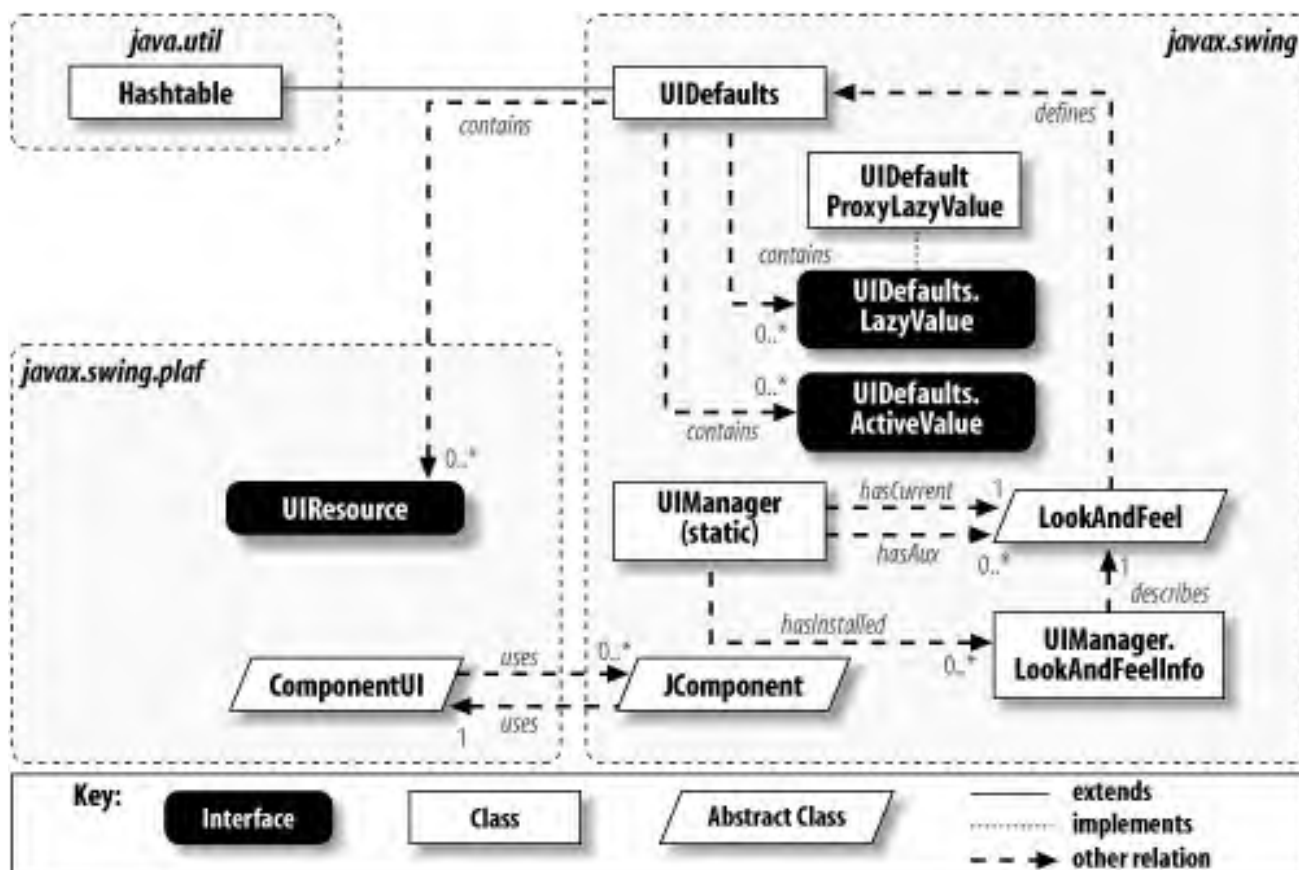 java.util
javax.swing
Hashtable
UIDefaults
contains
defines
UIDefault
ProxyLazyValue
contains
UIDefaults.
LazyValue
0..*
javax.swing.plaf
0..*
UIDefaults.
ActiveValue
contains
0..*
UIResource
UIManager
(static)
hasCurrent
1
LookAndFeel
hasAux
0..*
1
describes
hasInstalled
0..*
UIManager.
LookAndFeelInfo
ComponentUI
uses
0..*
JComponent
uses
1
Key:
Interface
Class
Abstract Class
extends
implements
other relation